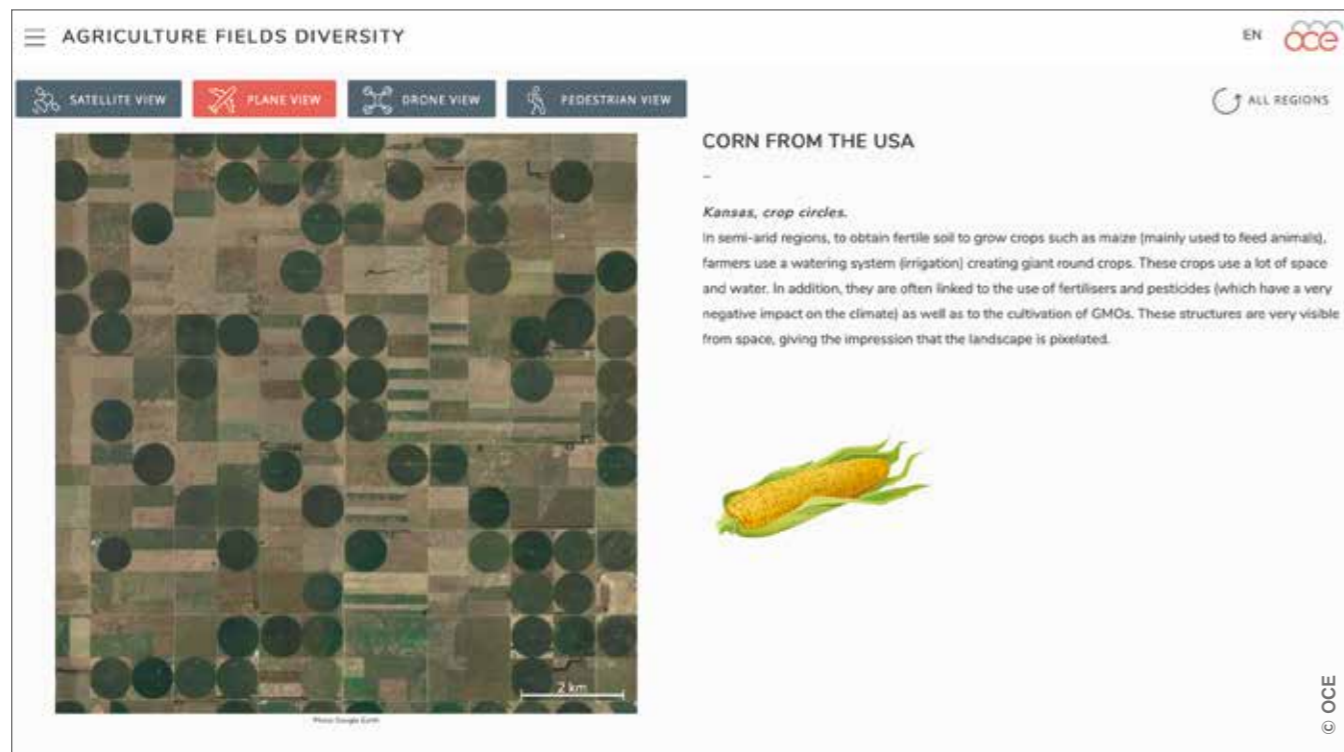 AGRICULTURE FIELDS DIVERSITY
EN
oce
SATELLITE VIEW
PLANE VIEW
DRONE VIEW
PEDESTRIAN VIEW
ALL REGIONS
CORN FROM THE USA
–
Kansas, crop circles.
In semi-arid regions, to obtain fertile soil to grow crops such as maize (mainly used to feed animals),
farmers use a watering system (irrigation) creating giant round crops. These crops use a lot of space
and water. In addition, they are often linked to the use of fertilisers and pesticides (which have a very
negative impact on the climate) as well as to the cultivation of GMOs. These structures are very visible
from space, giving the impression that the landscape is pixelated.
2 km
Photo: Google Earth
© OCE